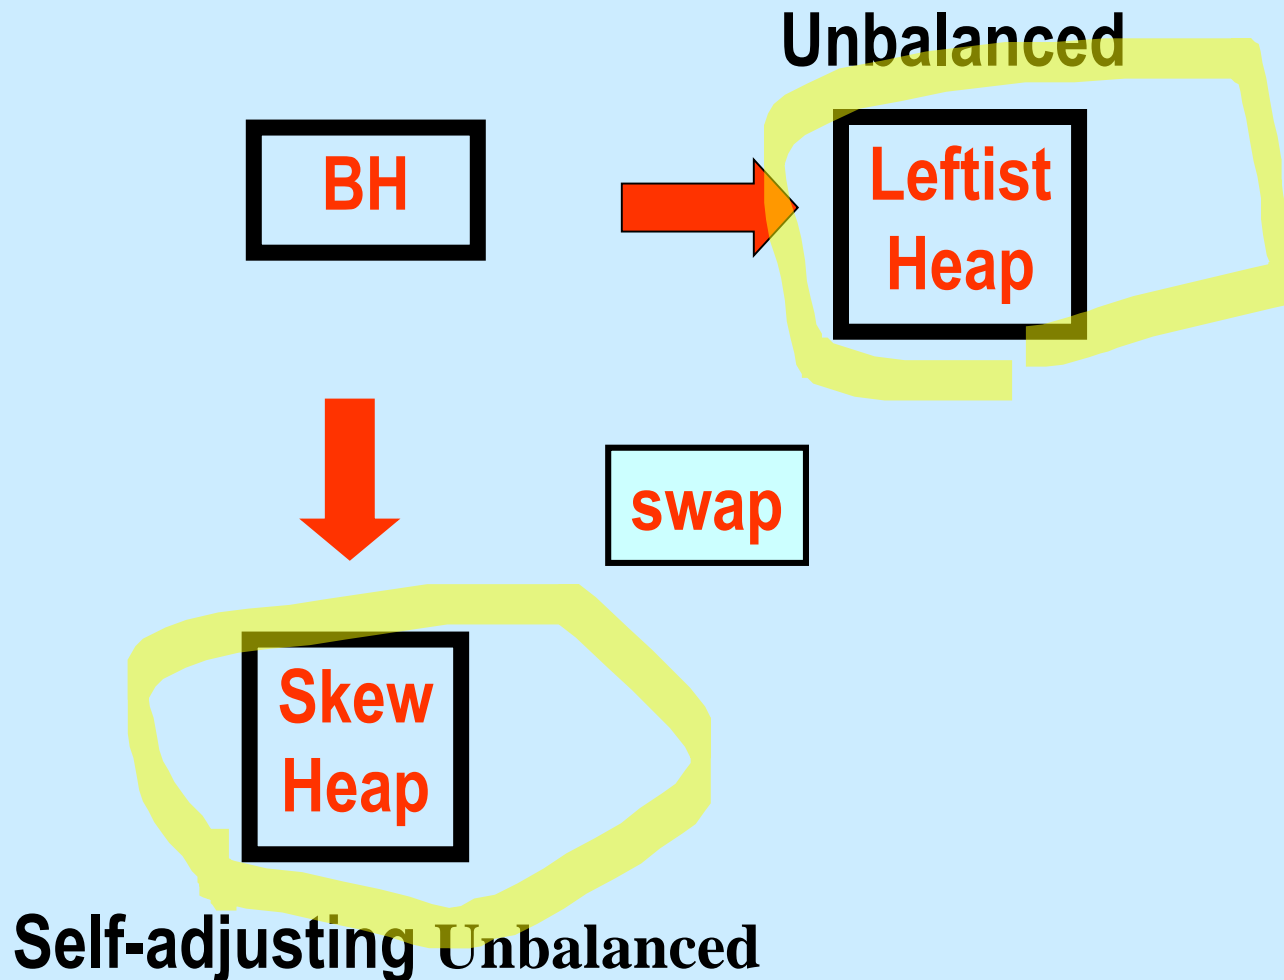 Unbalanced
BH
Leftist
Heap
swap
Skew
Heap
Self-adjusting Unbalanced